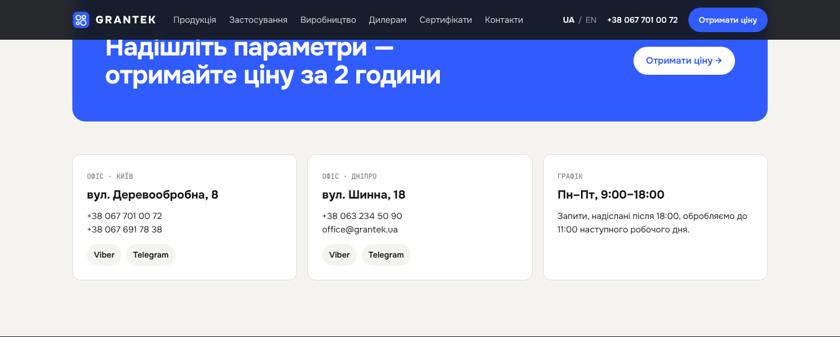 GRANTEK
Продукція Застосування Виробництво Дилерам Сертифікати Контакти
UA / EN
+38 067 701 00 72
Отримати ціну
Надішліть параметри —
отримайте ціну за 2 години
Отримати ціну →
ОФІС · КИЇВ
вул. Деревообробна, 8
+38 067 701 00 72
+38 067 691 78 38
Viber Telegram
ОФІС · ДНІПРО
вул. Шинна, 18
+38 063 234 50 90
office@grantek.ua
Viber Telegram
ГРАФІК
Пн–Пт, 9:00–18:00
Запити, надіслані після 18:00, обробляємо до
11:00 наступного робочого дня.